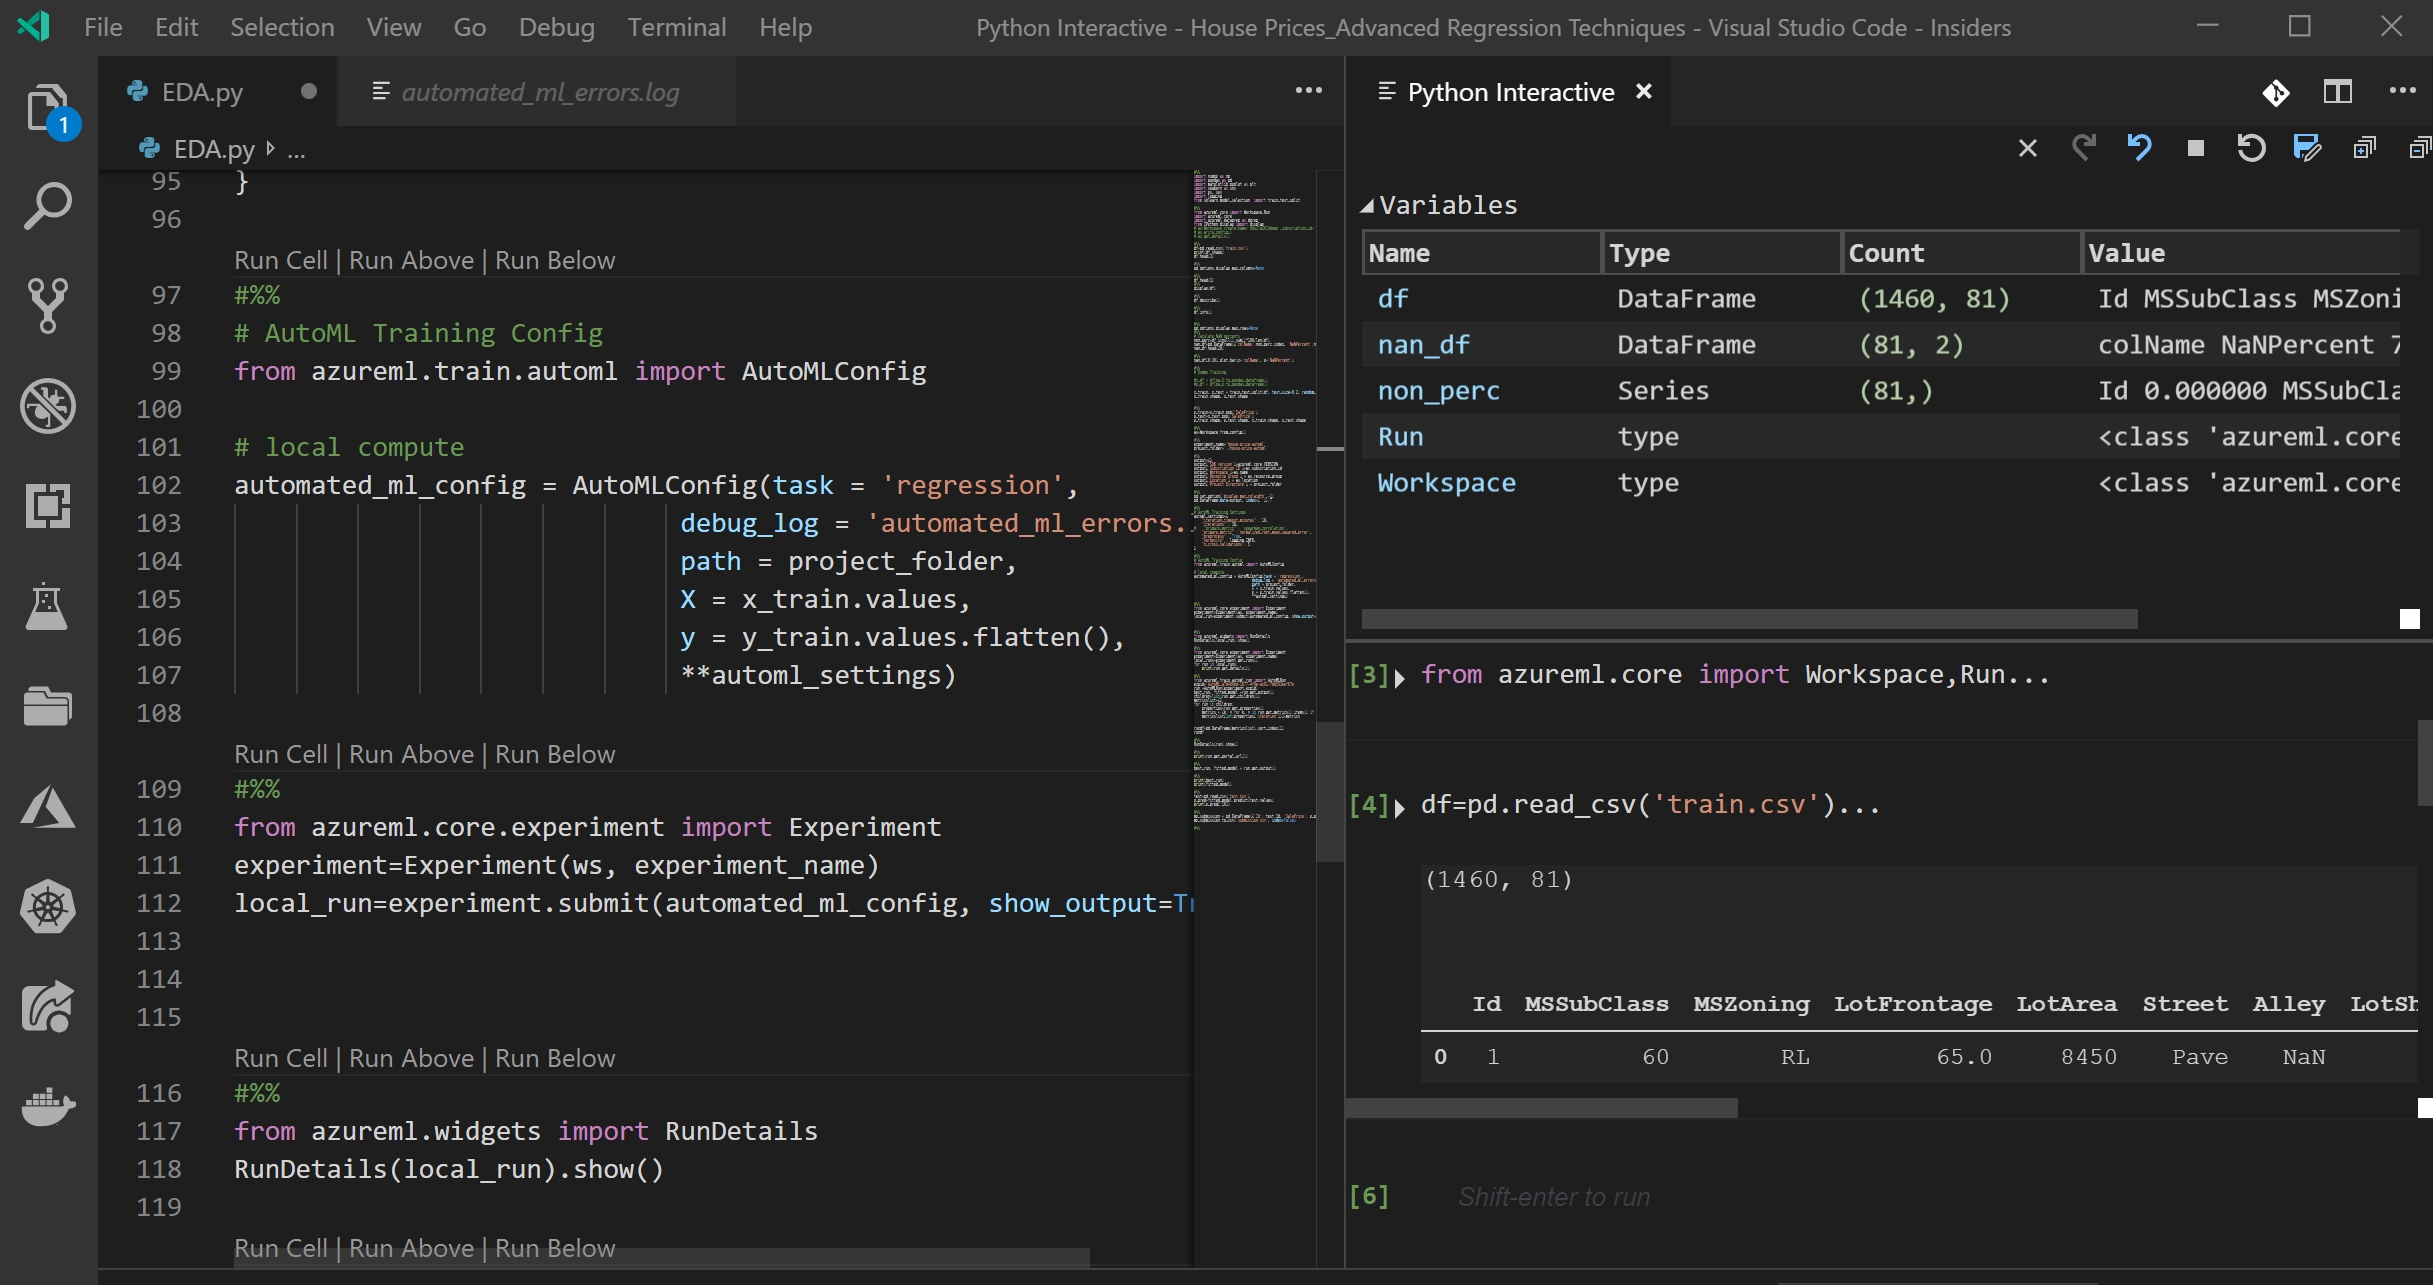 File Edit Selection View Go Debug Terminal Help
Python Interactive - House Prices_Advanced Regression Techniques - Visual Studio Code - Insiders
1
EDA.py
automated_ml_errors.log
EDA.py ...
95 }
96
Run Cell | Run Above | Run Below
97 #%%
98 # AutoML Training Config
99 from azureml.train.automl import AutoMLConfig
100
101 # local compute
102 automated_ml_config = AutoMLConfig(task = 'regression',
103 debug_log = 'automated_ml_errors.
104 path = project_folder,
105 X = x_train.values,
106 y = y_train.values.flatten(),
107 **automl_settings)
108
Run Cell | Run Above | Run Below
109 #%%
110 from azureml.core.experiment import Experiment
111 experiment=Experiment(ws, experiment_name)
112 local_run=experiment.submit(automated_ml_config, show_output=Tr
113
114
115
Run Cell | Run Above | Run Below
116 #%%
117 from azureml.widgets import RunDetails
118 RunDetails(local_run).show()
119
Run Cell | Run Above | Run Below
Python Interactive
Variables
Name Type Count Value
df DataFrame (1460, 81) Id MSSubClass MSZoni
nan_df DataFrame (81, 2) colName NaNPercent 7
non_perc Series (81,) Id 0.000000 MSSubCla
Run type <class 'azureml.core
Workspace type <class 'azureml.core
[3] from azureml.core import Workspace,Run...
[4] df=pd.read_csv('train.csv')...
(1460, 81)
Id MSSubClass MSZoning LotFrontage LotArea Street Alley LotSh
0 1 60 RL 65.0 8450 Pave NaN
[6] Shift-enter to run